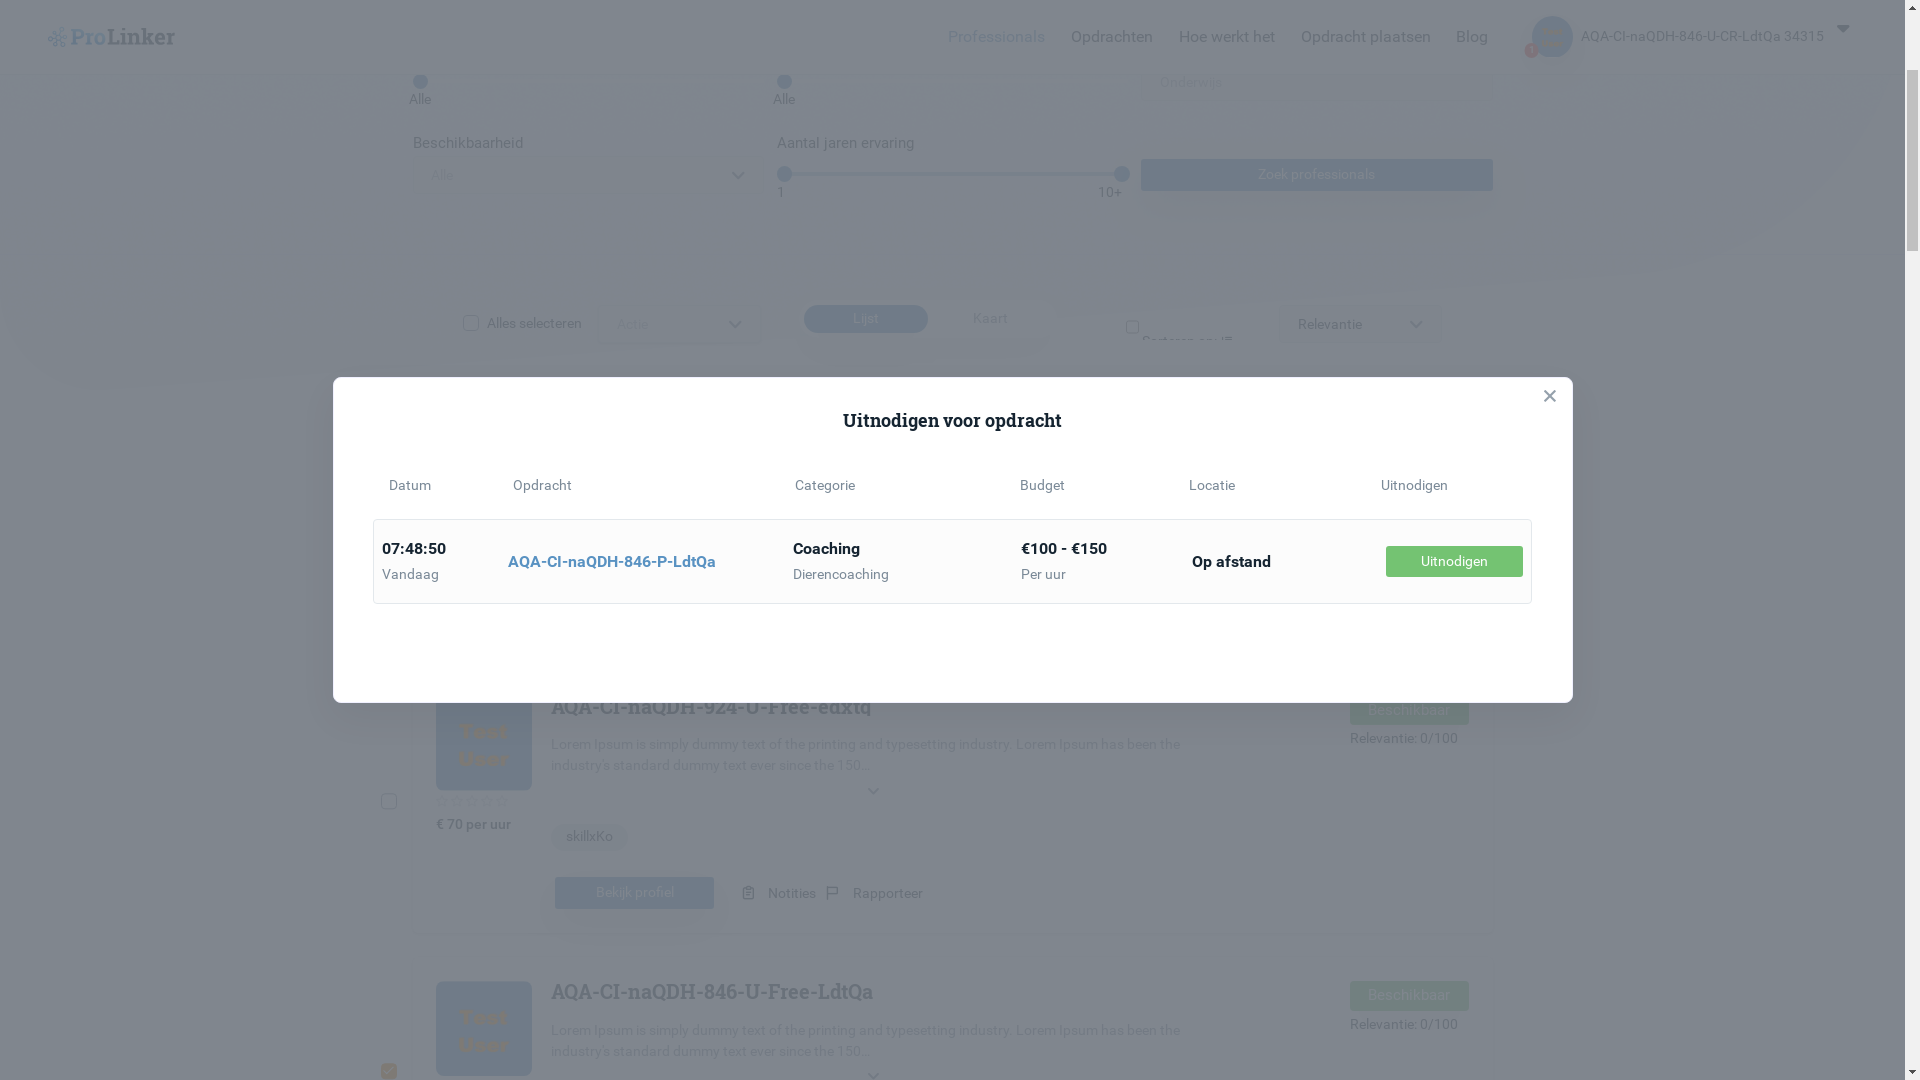 ProLinker
Professionals
Opdrachten
Hoe werkt het
Opdracht plaatsen
Blog
1
AQA-CI-naQDH-846-U-CR-LdtQa 34315
Alle
Alle
Onderwijs
Beschikbaarheid
Aantal jaren ervaring
Alle
1
10+
Zoek professionals
Alles selecteren
Actie
Lijst
Kaart
Relevantie
Uitnodigen voor opdracht
Datum
Opdracht
Categorie
Budget
Locatie
Uitnodigen
07:48:50
Vandaag
AQA-CI-naQDH-846-P-LdtQa
Coaching
Dierencoaching
€100 - €150
Per uur
Op afstand
Uitnodigen
AQA-CI-naQDH-924-U-Free-edxtq
Beschikbaar
Test
User
Lorem Ipsum is simply dummy text of the printing and typesetting industry. Lorem Ipsum has been the
industry's standard dummy text ever since the 150...
Relevantie: 0/100
€ 70 per uur
skillxKo
Bekijk profiel
Notities
Rapporteer
AQA-CI-naQDH-846-U-Free-LdtQa
Beschikbaar
Test
User
Lorem Ipsum is simply dummy text of the printing and typesetting industry. Lorem Ipsum has been the
industry's standard dummy text ever since the 150...
Relevantie: 0/100